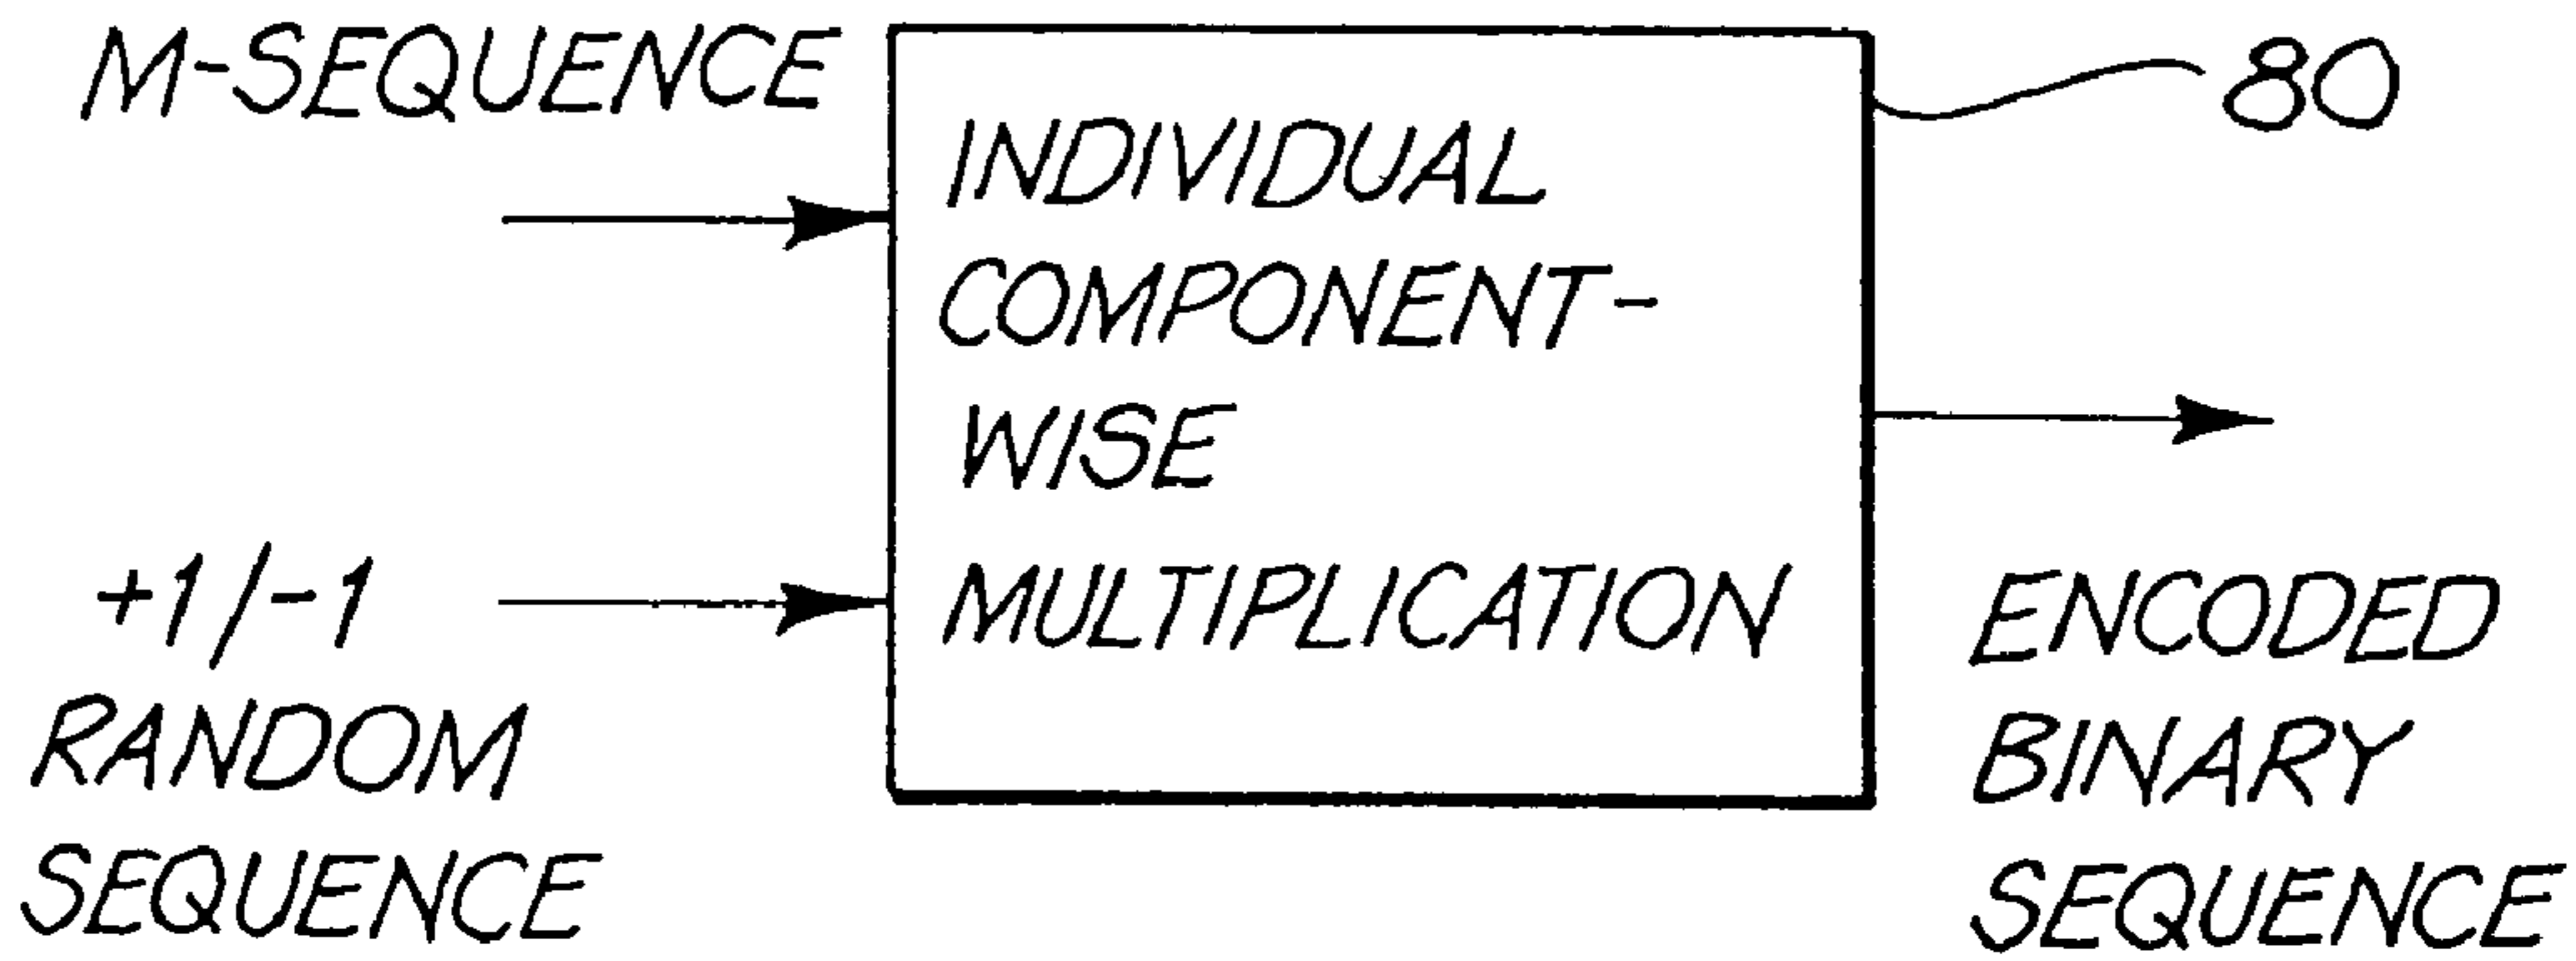 M-SEQUENCE
+1/-1
RANDOM
SEQUENCE
INDIVIDUAL
COMPONENT-
WISE
MULTIPLICATION
80
ENCODED
BINARY
SEQUENCE